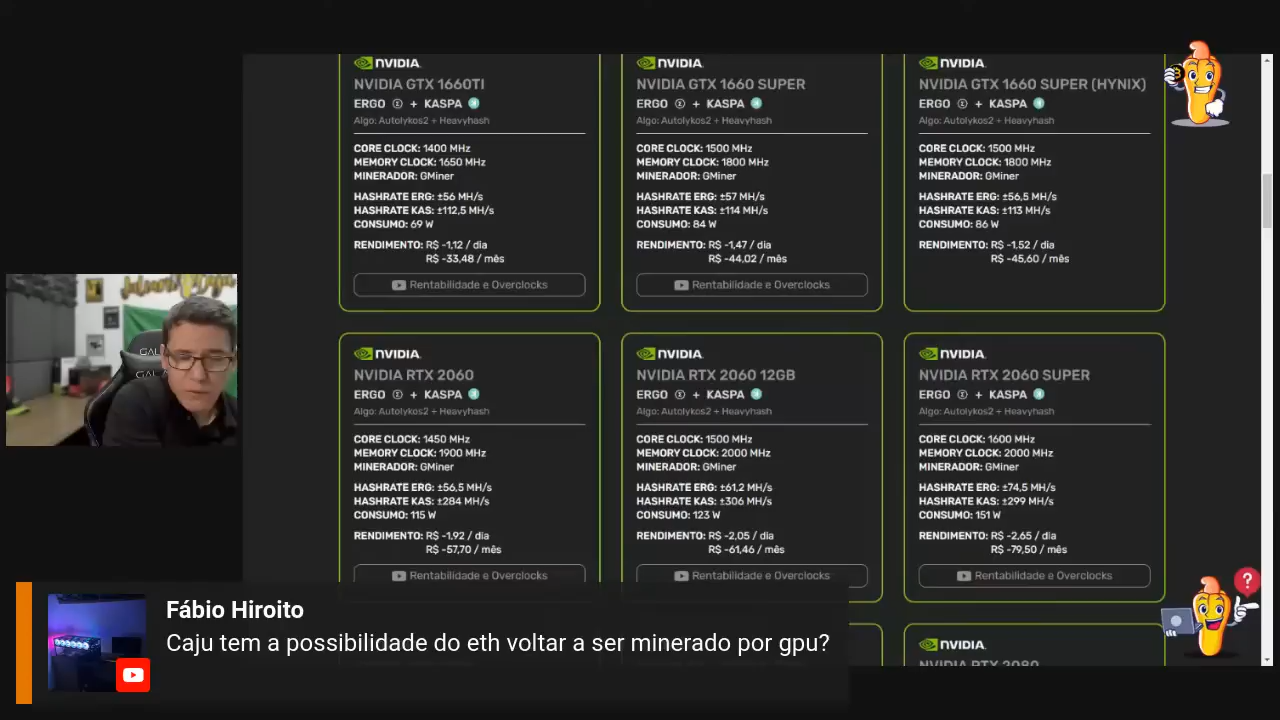 NVIDIA.
NVIDIA GTX 1660TI
ERGO + KASPA
Algo: Autolykos2 + Heavyhash
CORE CLOCK: 1400 MHz
MEMORY CLOCK: 1650 MHz
MINERADOR: GMiner
HASHRATE ERG: ±56 MH/s
HASHRATE KAS: ±112,5 MH/s
CONSUMO: 69 W
RENDIMENTO: R$ -1,12 / dia
R$ -33,48 / mês
Rentabilidade e Overclocks
NVIDIA.
NVIDIA GTX 1660 SUPER
ERGO + KASPA
Algo: Autolykos2 + Heavyhash
CORE CLOCK: 1500 MHz
MEMORY CLOCK: 1800 MHz
MINERADOR: GMiner
HASHRATE ERG: ±57 MH/s
HASHRATE KAS: ±114 MH/s
CONSUMO: 84 W
RENDIMENTO: R$ -1,47 / dia
R$ -44,02 / mês
Rentabilidade e Overclocks
NVIDIA.
NVIDIA GTX 1660 SUPER (HYNIX)
ERGO + KASPA
Algo: Autolykos2 + Heavyhash
CORE CLOCK: 1500 MHz
MEMORY CLOCK: 1800 MHz
MINERADOR: GMiner
HASHRATE ERG: ±56,5 MH/s
HASHRATE KAS: ±113 MH/s
CONSUMO: 86 W
RENDIMENTO: R$ -1,52 / dia
R$ -45,60 / mês
NVIDIA.
NVIDIA RTX 2060
ERGO + KASPA
Algo: Autolykos2 + Heavyhash
CORE CLOCK: 1450 MHz
MEMORY CLOCK: 1900 MHz
MINERADOR: GMiner
HASHRATE ERG: ±56,5 MH/s
HASHRATE KAS: ±284 MH/s
CONSUMO: 115 W
RENDIMENTO: R$ -1,92 / dia
R$ -57,70 / mês
Rentabilidade e Overclocks
NVIDIA.
NVIDIA RTX 2060 12GB
ERGO + KASPA
Algo: Autolykos2 + Heavyhash
CORE CLOCK: 1500 MHz
MEMORY CLOCK: 2000 MHz
MINERADOR: GMiner
HASHRATE ERG: ±61,2 MH/s
HASHRATE KAS: ±306 MH/s
CONSUMO: 123 W
RENDIMENTO: R$ -2,05 / dia
R$ -61,46 / mês
Rentabilidade e Overclocks
NVIDIA.
NVIDIA RTX 2060 SUPER
ERGO + KASPA
Algo: Autolykos2 + Heavyhash
CORE CLOCK: 1600 MHz
MEMORY CLOCK: 2000 MHz
MINERADOR: GMiner
HASHRATE ERG: ±74,5 MH/s
HASHRATE KAS: ±299 MH/s
CONSUMO: 151 W
RENDIMENTO: R$ -2,65 / dia
R$ -79,50 / mês
Rentabilidade e Overclocks
NVIDIA.
NVIDIA RTX 2080
Fábio Hiroito
Caju tem a possibilidade do eth voltar a ser minerado por gpu?